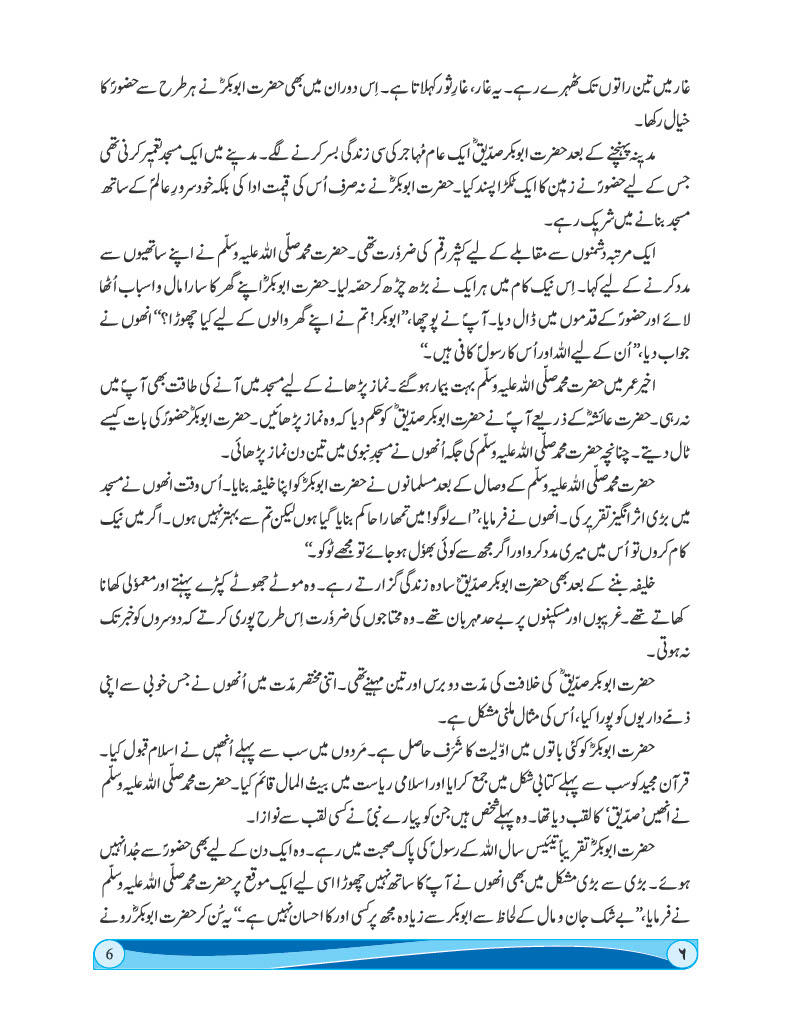 غار میں تین راتوں تک ٹھہرے رہے۔ یہ غار، غارِ ثور کہلاتا ہے۔ اِس دوران میں بھی حضرت ابوبکرؓ نے ہر طرح سے حضورؐ کا
خیال رکھا۔
مدینہ پہنچنے کے بعد حضرت ابوبکر صدّیقؓ ایک عام مُہاجر کی سی زندگی بسر کرنے لگے۔ مدینے میں ایک مسجد تعمیر کرنی تھی
جس کے لیے حضورؐ نے زمین کا ایک ٹکڑا پسند کیا۔ حضرت ابوبکرؓ نے نہ صرف اُس کی قیمت ادا کی بلکہ خود سرورِ عالمؐ کے ساتھ
مسجد بنانے میں شریک رہے۔
ایک مرتبہ دشمنوں سے مقابلے کے لیے کثیر رقم کی ضرورت تھی۔ حضرت محمد صلّی اللہ علیہ وسلّم نے اپنے ساتھیوں سے
مدد کرنے کے لیے کہا۔ اِس نیک کام میں ہر ایک نے بڑھ چڑھ کر حصّہ لیا۔ حضرت ابوبکرؓ اپنے گھر کا سارا مال و اسباب اُٹھا
لائے اور حضورؐ کے قدموں میں ڈال دیا۔ آپؐ نے پوچھا، ”ابوبکر! تم نے اپنے گھر والوں کے لیے کیا چھوڑا؟“ انھوں نے
جواب دیا، ”اُن کے لیے اللہ اور اُس کا رسولؐ کافی ہیں۔“
اخیر عمر میں حضرت محمد صلّی اللہ علیہ وسلّم بہت بیمار ہو گئے۔ نماز پڑھانے کے لیے مسجد میں آنے کی طاقت بھی آپؐ میں
نہ رہی۔ حضرت عائشہؓ کے ذریعے آپؐ نے حضرت ابوبکر صدّیقؓ کو حکم دیا کہ وہ نماز پڑھائیں۔ حضرت ابوبکرؓ حضورؐ کی بات کیسے
ٹال دیتے۔ چنانچہ حضرت محمد صلّی اللہ علیہ وسلّم کی جگہ اُنھوں نے مسجدِ نبوی میں تین دن نماز پڑھائی۔
حضرت محمد صلّی اللہ علیہ وسلّم کے وصال کے بعد مسلمانوں نے حضرت ابوبکرؓ کو اپنا خلیفہ بنایا۔ اُس وقت انھوں نے مسجد
میں بڑی اثر انگیز تقریر کی۔ انھوں نے فرمایا، ”اے لوگو! میں تمھارا حاکم بنایا گیا ہوں لیکن تم سے بہتر نہیں ہوں۔ اگر میں نیک
کام کروں تو اُس میں میری مدد کرو اور اگر مجھ سے کوئی بھوٗل ہو جائے تو مجھے ٹوکو۔“
خلیفہ بننے کے بعد بھی حضرت ابوبکر صدّیقؓ سادہ زندگی گزارتے رہے۔ وہ موٹے جھوٹے کپڑے پہنتے اور معموٗلی کھانا
کھاتے تھے۔ غریبوں اور مسکینوں پر بے حد مہربان تھے۔ وہ محتاجوں کی ضروٗرت اِس طرح پوری کرتے کہ دوسروں کو خبر تک
نہ ہوتی۔
حضرت ابوبکر صدّیقؓ کی خلافت کی مدّت دو برس اور تین مہینے تھی۔ اتنی مختصر مدّت میں اُنھوں نے جس خوبی سے اپنی
ذمّے داریوں کو پورا کیا، اُس کی مثال ملنی مشکل ہے۔
حضرت ابوبکرؓ کو کئی باتوں میں اوّلیت کا شَرَف حاصل ہے۔ مَردوں میں سب سے پہلے اُنھیں نے اسلام قبول کیا۔
قرآن مجید کو سب سے پہلے کتابی شکل میں جمع کرایا اور اسلامی ریاست میں بیتُ المال قائم کیا۔ حضرت محمد صلّی اللہ علیہ وسلّم
نے انھیں ’صدّیق‘ کا لقب دیا تھا۔ وہ پہلے شخص ہیں جن کو پیارے نبیؐ نے کسی لقب سے نوازا۔
حضرت ابوبکرؓ تقریباً تیئیس سال اللہ کے رسولؐ کی پاک صحبت میں رہے۔ وہ ایک دن کے لیے بھی حضورؐ سے جُدا نہیں
ہوئے۔ بڑی سے بڑی مشکل میں بھی انھوں نے آپؐ کا ساتھ نہیں چھوڑا اسی لیے ایک موقع پر حضرت محمد صلّی اللہ علیہ وسلّم
نے فرمایا، ”بے شک جان و مال کے لحاظ سے ابوبکر سے زیادہ مجھ پر کسی اور کا احسان نہیں ہے۔“ یہ سُن کر حضرت ابوبکرؓ رونے
6 ۶